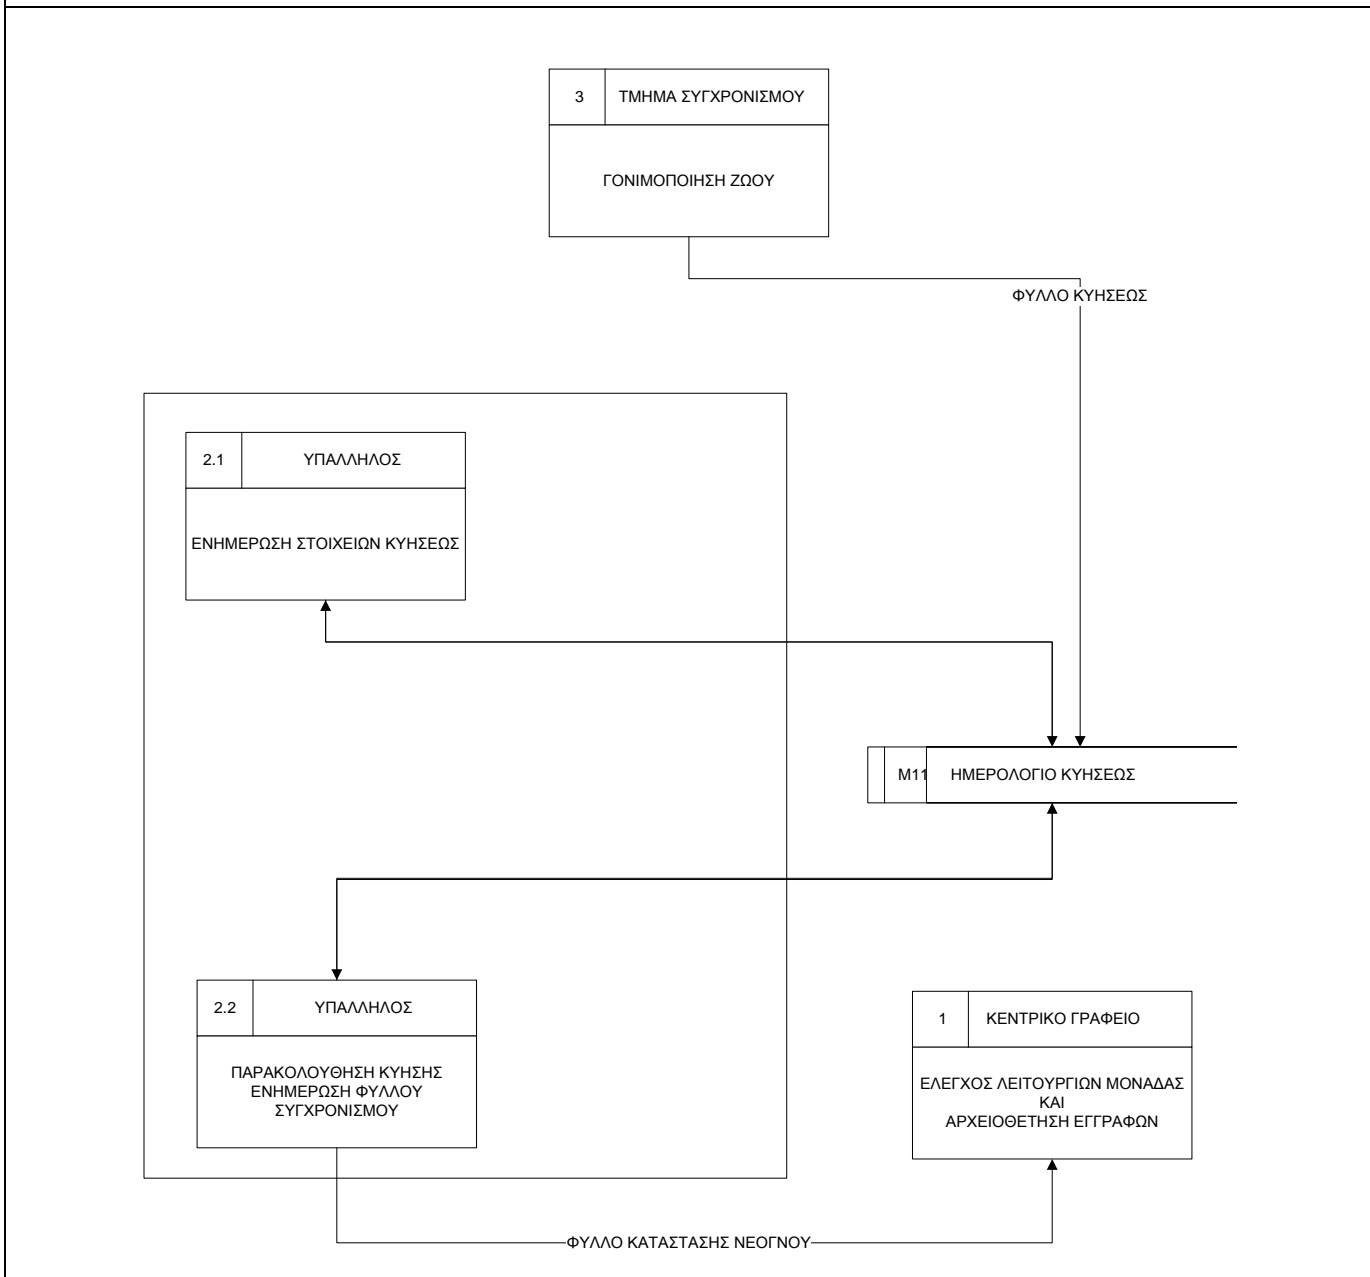 3 ΤΜΗΜΑ ΣΥΓΧΡΟΝΙΣΜΟΥ
ΓΟΝΙΜΟΠΟΙΗΣΗ ΖΩΟΥ
ΦΥΛΛΟ ΚΥΗΣΕΩΣ
2.1 ΥΠΑΛΛΗΛΟΣ
ΕΝΗΜΕΡΩΣΗ ΣΤΟΙΧΕΙΩΝ ΚΥΗΣΕΩΣ
M11 ΗΜΕΡΟΛΟΓΙΟ ΚΥΗΣΕΩΣ
2.2 ΥΠΑΛΛΗΛΟΣ
ΠΑΡΑΚΟΛΟΥΘΗΣΗ ΚΥΗΣΗΣ
ΕΝΗΜΕΡΩΣΗ ΦΥΛΛΟΥ
ΣΥΓΧΡΟΝΙΣΜΟΥ
1 ΚΕΝΤΡΙΚΟ ΓΡΑΦΕΙΟ
ΕΛΕΓΧΟΣ ΛΕΙΤΟΥΡΓΙΩΝ ΜΟΝΑΔΑΣ
ΚΑΙ
ΑΡΧΕΙΟΘΕΤΗΣΗ ΕΓΓΡΑΦΩΝ
ΦΥΛΛΟ ΚΑΤΑΣΤΑΣΗΣ ΝΕΟΓΝΟΥ